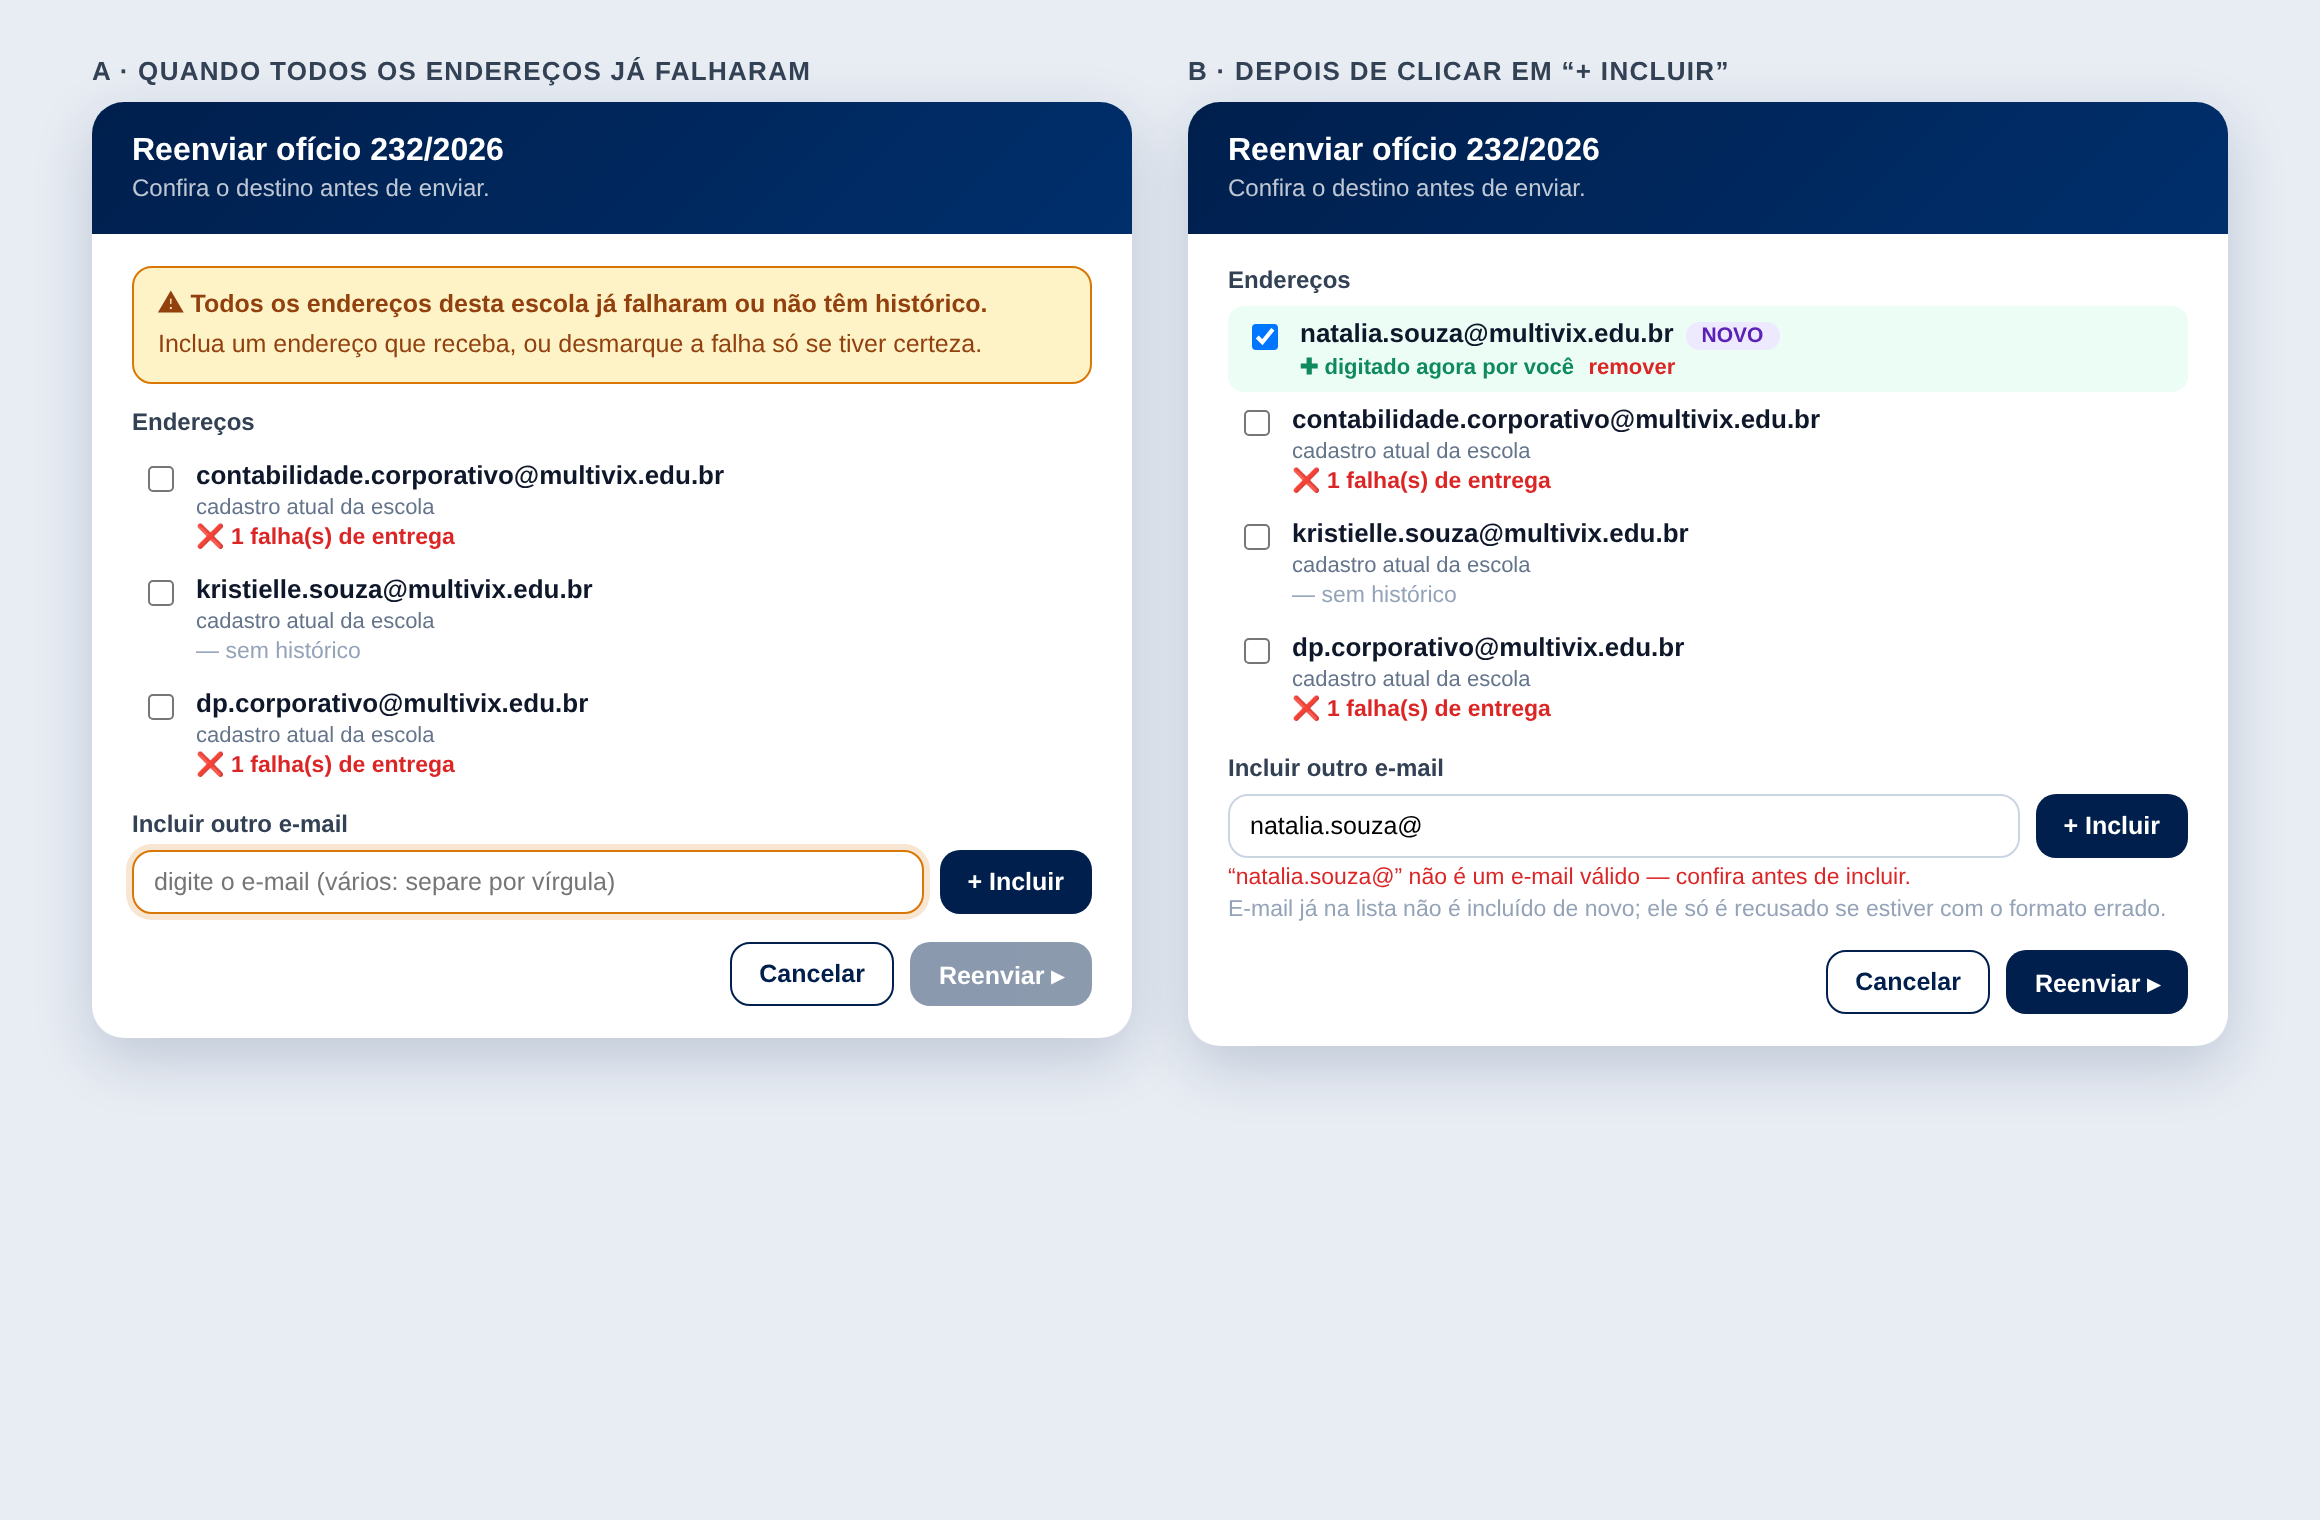 A · QUANDO TODOS OS ENDEREÇOS JÁ FALHARAM
Reenviar ofício 232/2026
Confira o destino antes de enviar.
⚠ Todos os endereços desta escola já falharam ou não têm histórico.
Inclua um endereço que receba, ou desmarque a falha só se tiver certeza.
Endereços
contabilidade.corporativo@multivix.edu.br
cadastro atual da escola
❌ 1 falha(s) de entrega
kristielle.souza@multivix.edu.br
cadastro atual da escola
— sem histórico
dp.corporativo@multivix.edu.br
cadastro atual da escola
❌ 1 falha(s) de entrega
Incluir outro e-mail
digite o e-mail (vários: separe por vírgula)
+ Incluir
Cancelar
Reenviar ▸
B · DEPOIS DE CLICAR EM “+ INCLUIR”
Reenviar ofício 232/2026
Confira o destino antes de enviar.
Endereços
natalia.souza@multivix.edu.br NOVO
✚ digitado agora por você remover
contabilidade.corporativo@multivix.edu.br
cadastro atual da escola
❌ 1 falha(s) de entrega
kristielle.souza@multivix.edu.br
cadastro atual da escola
— sem histórico
dp.corporativo@multivix.edu.br
cadastro atual da escola
❌ 1 falha(s) de entrega
Incluir outro e-mail
natalia.souza@
+ Incluir
“natalia.souza@” não é um e-mail válido — confira antes de incluir.
E-mail já na lista não é incluído de novo; ele só é recusado se estiver com o formato errado.
Cancelar
Reenviar ▸